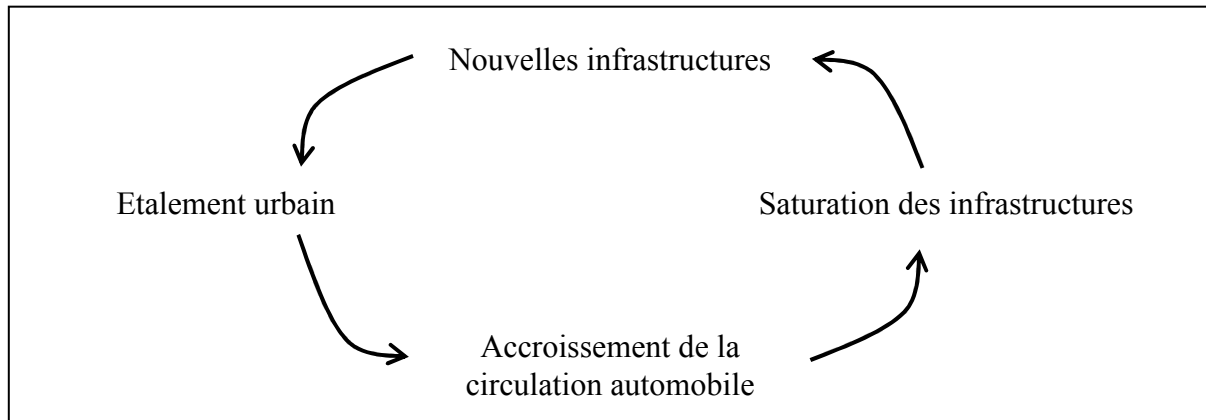 Nouvelles infrastructures
Etalement urbain
Saturation des infrastructures
Accroissement de la
circulation automobile